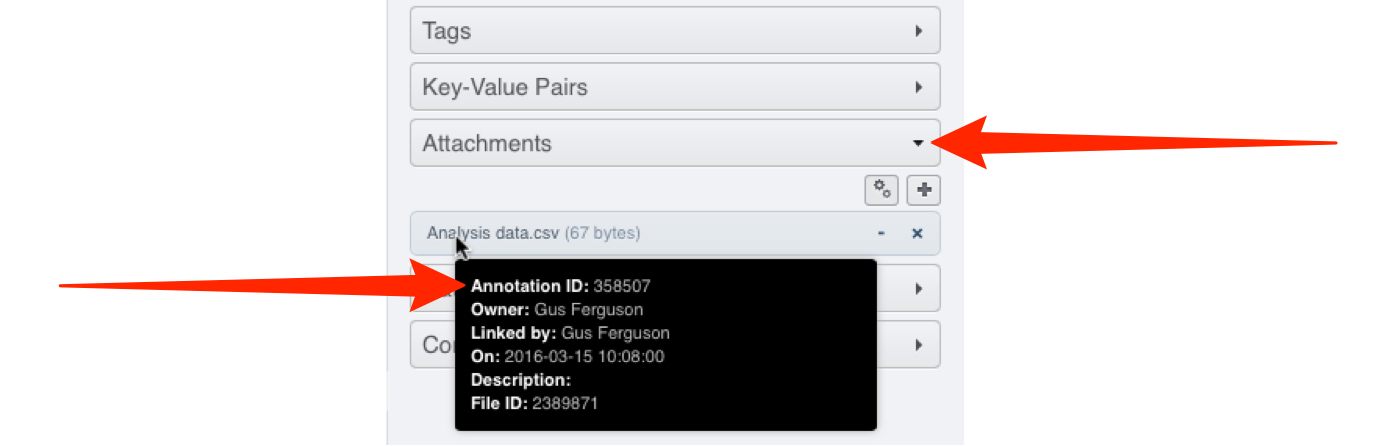 Tags
Key-Value Pairs
Attachments
Analysis data.csv (67 bytes)
Annotation ID: 358507
Owner: Gus Ferguson
Linked by: Gus Ferguson
On: 2016-03-15 10:08:00
Description:
File ID: 2389871